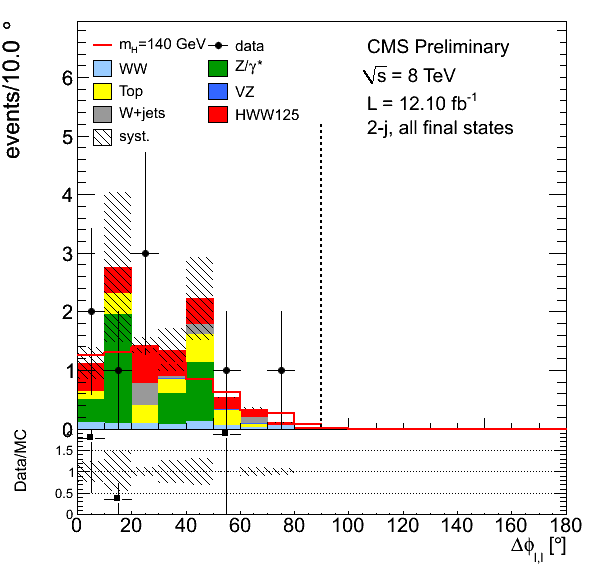 events/10.0 °
m_H=140 GeV
data
WW
Z/γ*
Top
VZ
W+jets
HWW125
syst.
CMS Preliminary
√s = 8 TeV
L = 12.10 fb⁻¹
2-j, all final states
6
5
4
3
2
1
0
Data/MC
2
1.5
1
0.5
0
0 20 40 60 80 100 120 140 160 180
Δϕ_l,l [°]